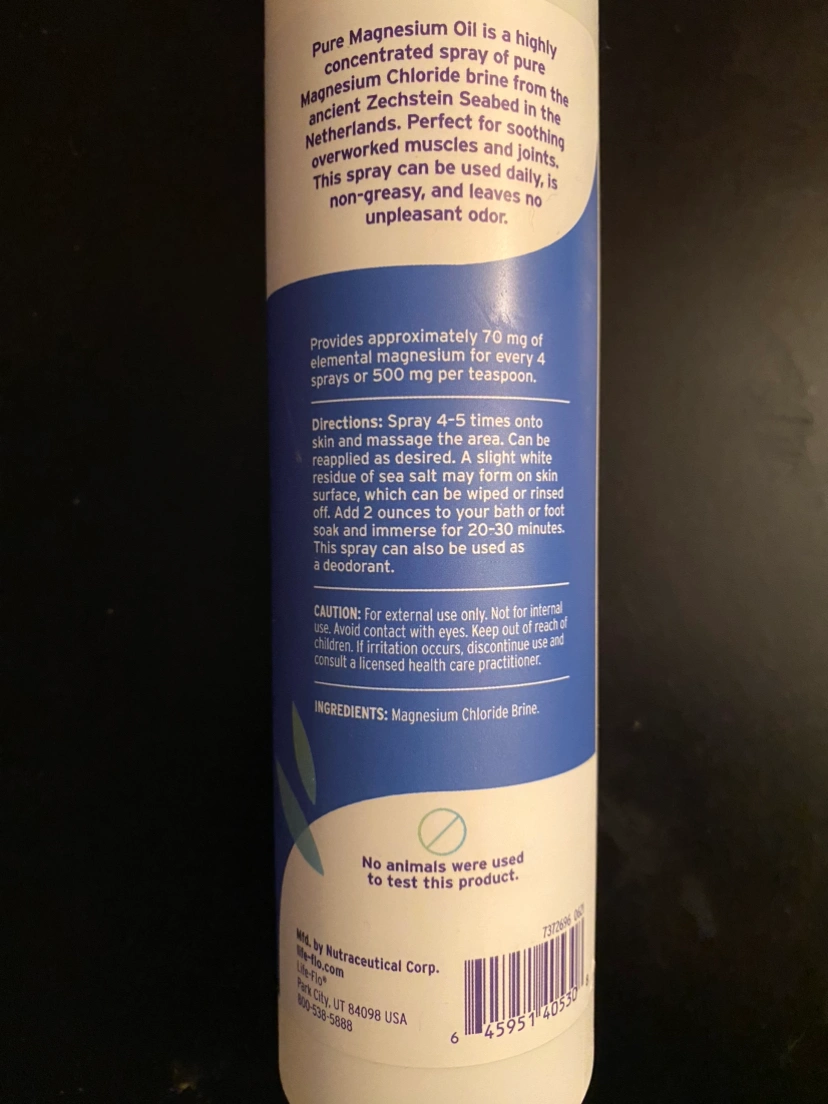 Pure Magnesium Oil is a highly
concentrated spray of pure
Magnesium Chloride brine from the
ancient Zechstein Seabed in the
Netherlands. Perfect for soothing
overworked muscles and joints.
This spray can be used daily, is
non-greasy, and leaves no
unpleasant odor.
Provides approximately 70 mg of
elemental magnesium for every 4
sprays or 500 mg per teaspoon.
Directions: Spray 4-5 times onto
skin and massage the area. Can be
reapplied as desired. A slight white
residue of sea salt may form on skin
surface, which can be wiped or rinsed
off. Add 2 ounces to your bath or foot
soak and immerse for 20-30 minutes.
This spray can also be used as
a deodorant.
CAUTION: For external use only. Not for internal
use. Avoid contact with eyes. Keep out of reach of
children. If irritation occurs, discontinue use and
consult a licensed health care practitioner.
INGREDIENTS: Magnesium Chloride Brine.
No animals were used
to test this product.
Mfd. by Nutraceutical Corp.
life-flo.com
Life-Flo®
Park City, UT 84098 USA
800-538-5888
7372696
6 45951 40530